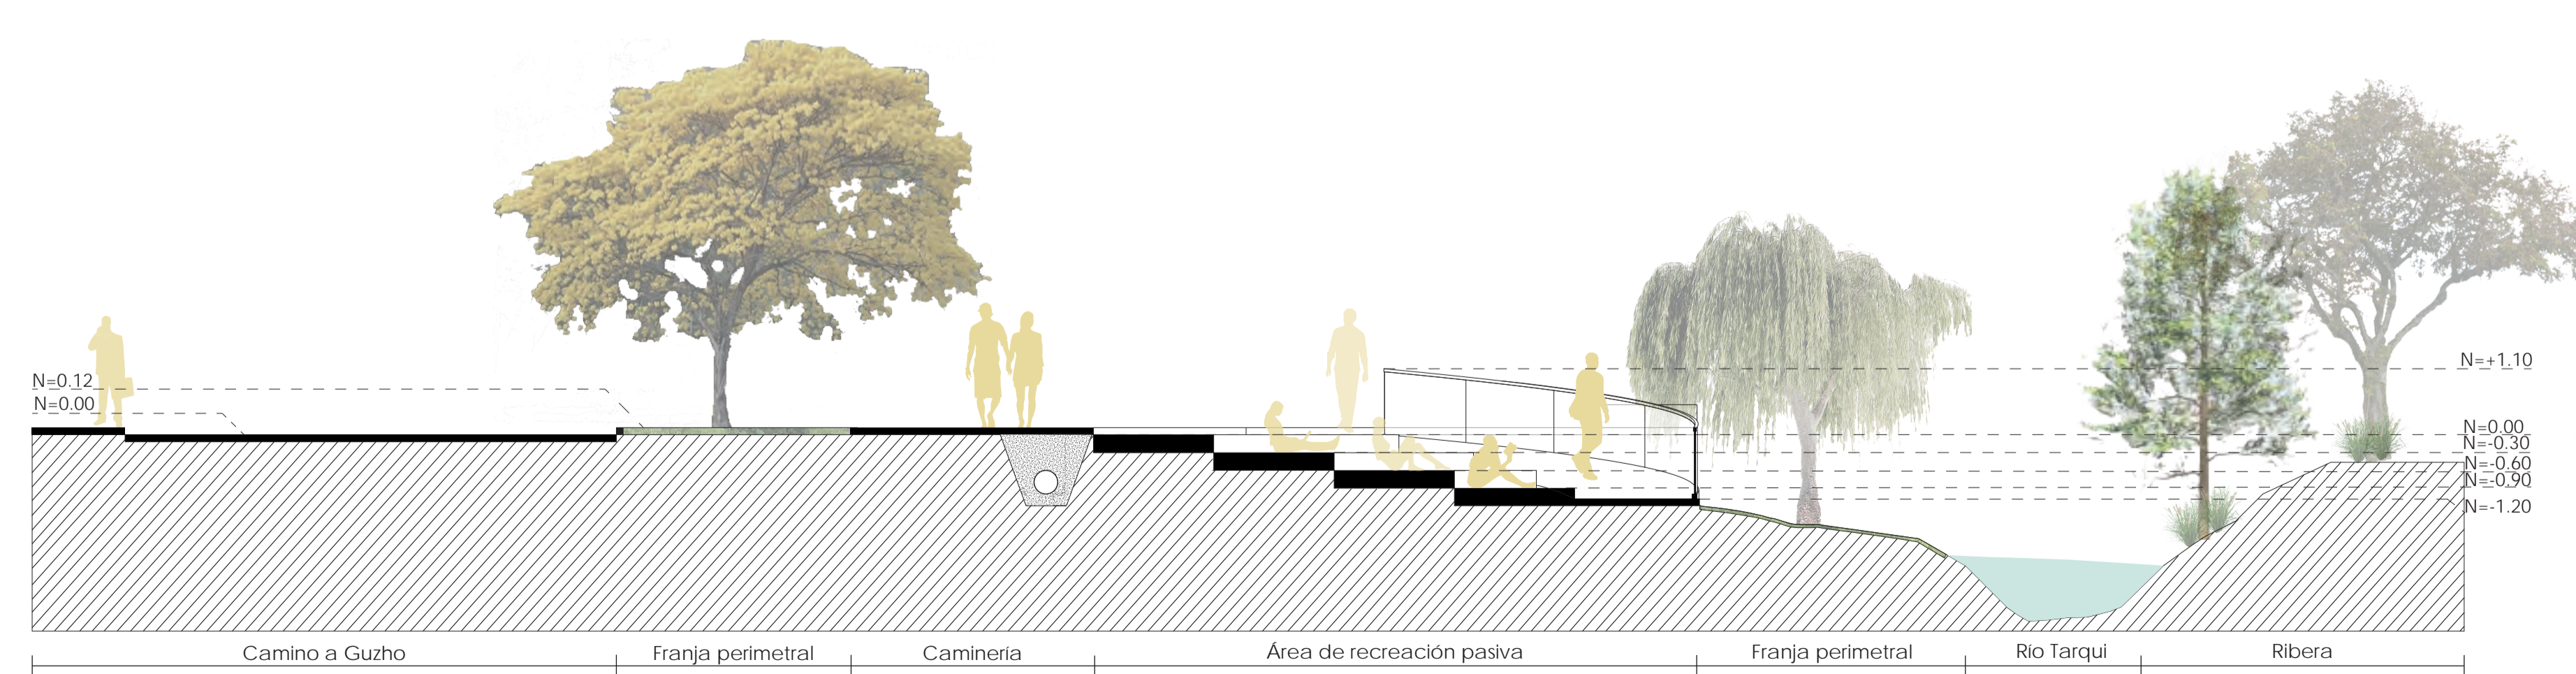 N=0.12
N=0.00
N=+1.10
N=0.00
N=-0.30
N=-0.60
N=-0.90
N=-1.20
Camino a Guzho
Franja perimetral
Caminería
Área de recreación pasiva
Franja perimetral
Río Tarqui
Ribera